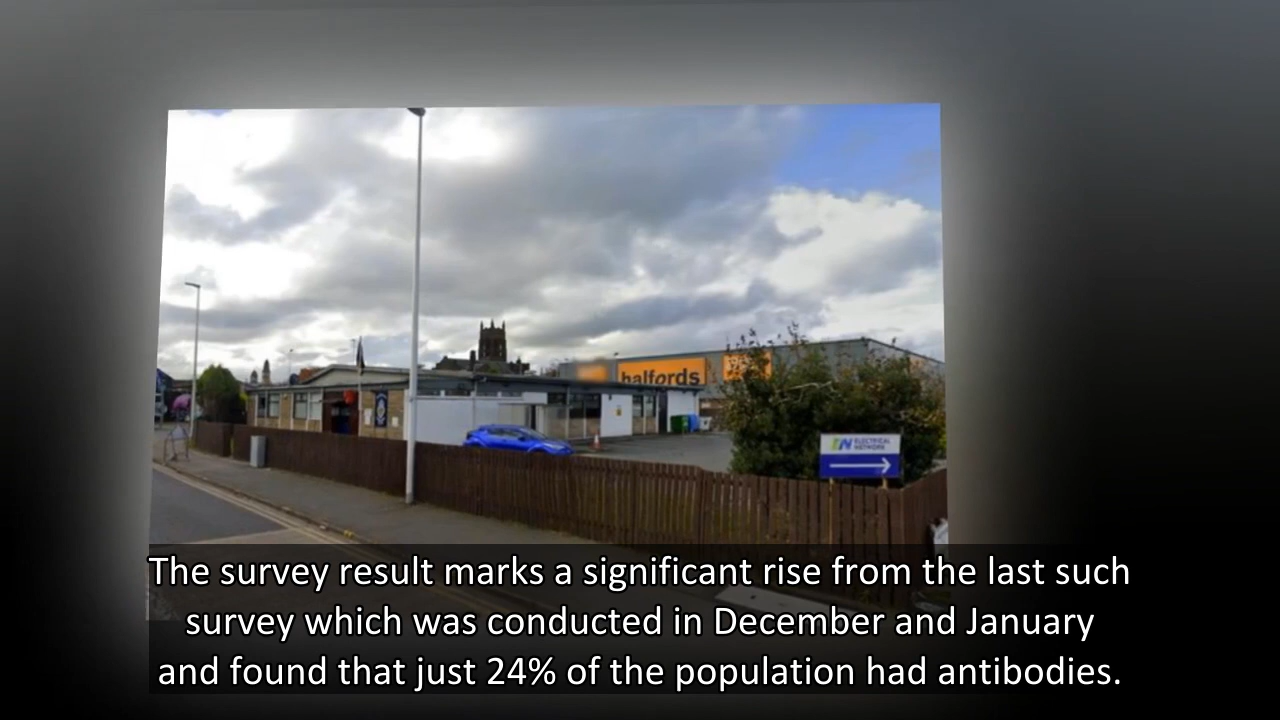 halfords
ELECTRICAL
NETWORK
The survey result marks a significant rise from the last such
survey which was conducted in December and January
and found that just 24% of the population had antibodies.